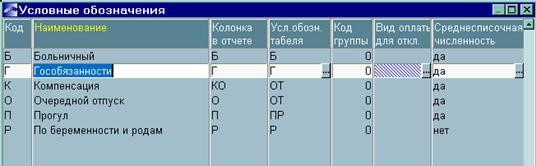 Условные обозначения
Код Наименование Колонка в отчете Усл.обозн. табеля Код группы Вид оплаты для откл. Среднесписочная численность
Б Больничный Б Б 0 да
Г Гособязанности Г Г ... 0 ... да ...
К Компенсация КО ОТ 0 да
О Очередной отпуск О ОТ 0 да
П Прогул П ПР 0 да
Р По беременности и родам Р Р 0 нет